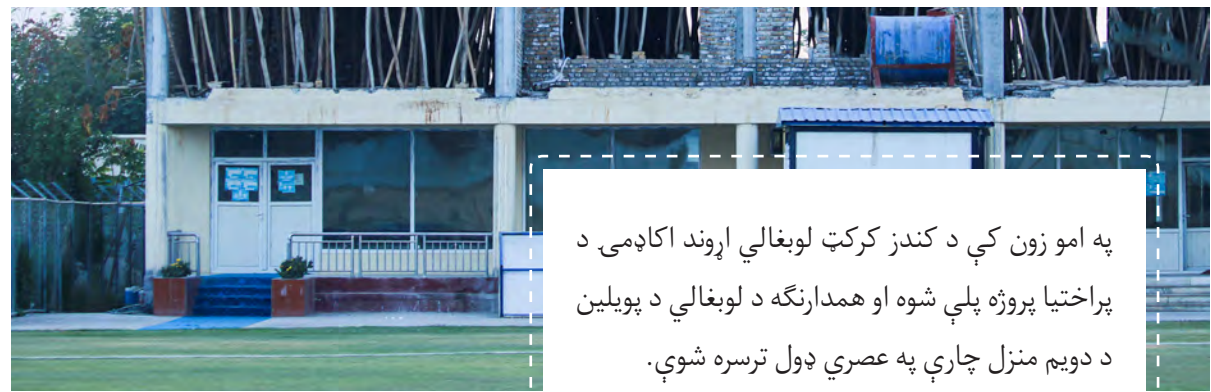 په امو زون کې د کندز کرکټ لوبغالي اړوند اکاډمۍ د
پراختیا پروژه پلې شوه او همدارنګه د لوبغالي د پویلین
د دویم منزل چارې په عصري ډول ترسره شوې.